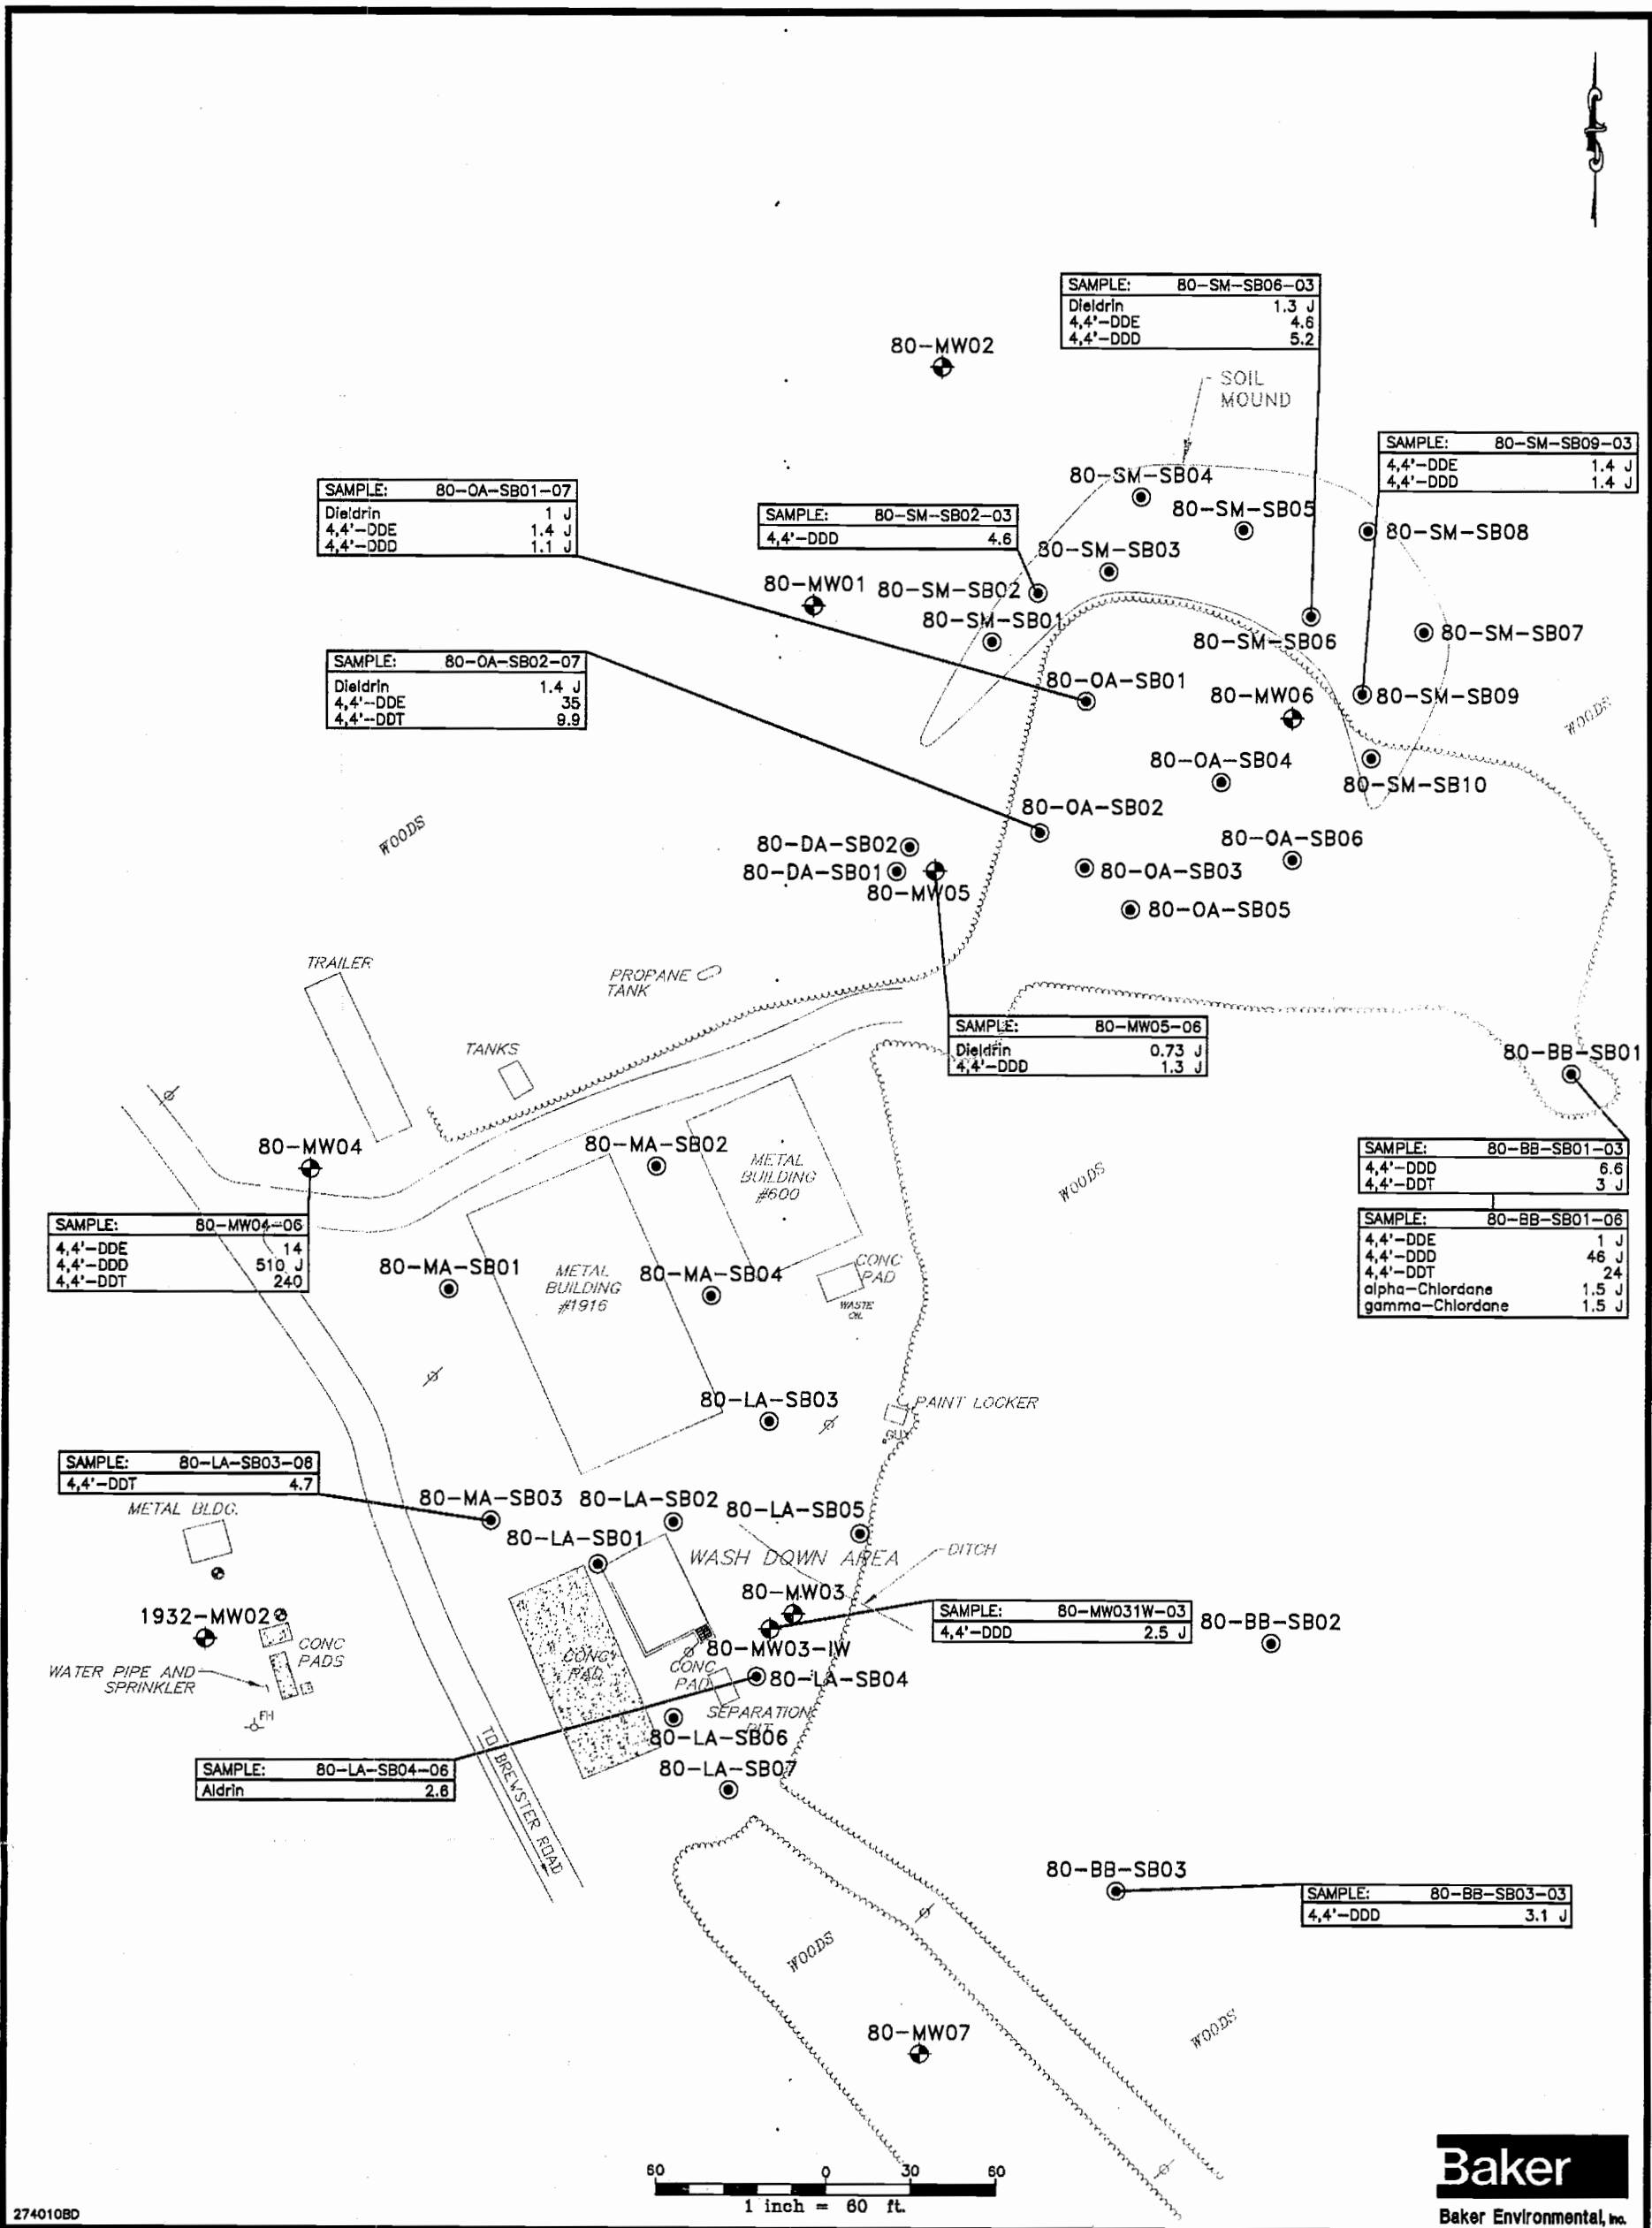 SAMPLE: 80-SM-SB06-03
Dieldrin 1.3 J
4,4'-DDE 4.6
4,4'-DDD 5.2
80-MW02
SOIL
MOUND
SAMPLE: 80-SM-SB09-03
4,4'-DDE 1.4 J
4,4'-DDD 1.4 J
80-SM-SB04
SAMPLE: 80-OA-SB01-07
Dieldrin 1 J
4,4'-DDE 1.4 J
4,4'-DDD 1.1 J
SAMPLE: 80-SM-SB02-03
4,4'-DDD 4.6
80-SM-SB05
80-SM-SB08
80-SM-SB03
80-MW01
80-SM-SB02
80-SM-SB01
80-SM-SB06
80-SM-SB07
SAMPLE: 80-OA-SB02-07
Dieldrin 1.4 J
4,4'-DDE 35
4,4'-DDT 9.9
80-OA-SB01
80-MW06
80-SM-SB09
WOODS
80-OA-SB04
80-SM-SB10
80-OA-SB02
WOODS
80-DA-SB02
80-OA-SB06
80-DA-SB01
80-OA-SB03
80-MW05
80-OA-SB05
TRAILER
PROPANE
TANK
SAMPLE: 80-MW05-06
Dieldrin 0.73 J
4,4'-DDD 1.3 J
TANKS
80-BB-SB01
80-MW04
80-MA-SB02
METAL
BUILDING
#600
WOODS
SAMPLE: 80-BB-SB01-03
4,4'-DDD 6.6
4,4'-DDT 3 J
SAMPLE: 80-BB-SB01-06
4,4'-DDE 1 J
4,4'-DDD 46 J
4,4'-DDT 24
alpha-Chlordane 1.5 J
gamma-Chlordane 1.5 J
SAMPLE: 80-MW04-06
4,4'-DDE 14
4,4'-DDD 510 J
4,4'-DDT 240
80-MA-SB01
METAL
BUILDING
#1916
80-MA-SB04
CONC
PAD
WASTE
OIL
80-LA-SB03
PAINT LOCKER
GUY
SAMPLE: 80-LA-SB03-08
4,4'-DDT 4.7
METAL BLDG.
80-MA-SB03
80-LA-SB02
80-LA-SB05
80-LA-SB01
WASH DOWN AREA
DITCH
80-MW03
1932-MW02
SAMPLE: 80-MW031W-03
4,4'-DDD 2.5 J
80-BB-SB02
CONC
PADS
80-MW03-IW
CONC
PAD
CONC
PAD
80-LA-SB04
WATER PIPE AND
SPRINKLER
SEPARATION
PIT
FH
80-LA-SB06
TO BREWSTER ROAD
SAMPLE: 80-LA-SB04-06
Aldrin 2.6
80-LA-SB07
80-BB-SB03
SAMPLE: 80-BB-SB03-03
4,4'-DDD 3.1 J
WOODS
WOODS
80-MW07
60 0 30 60
1 inch = 60 ft.
Baker
Baker Environmental, Inc.
274010BD